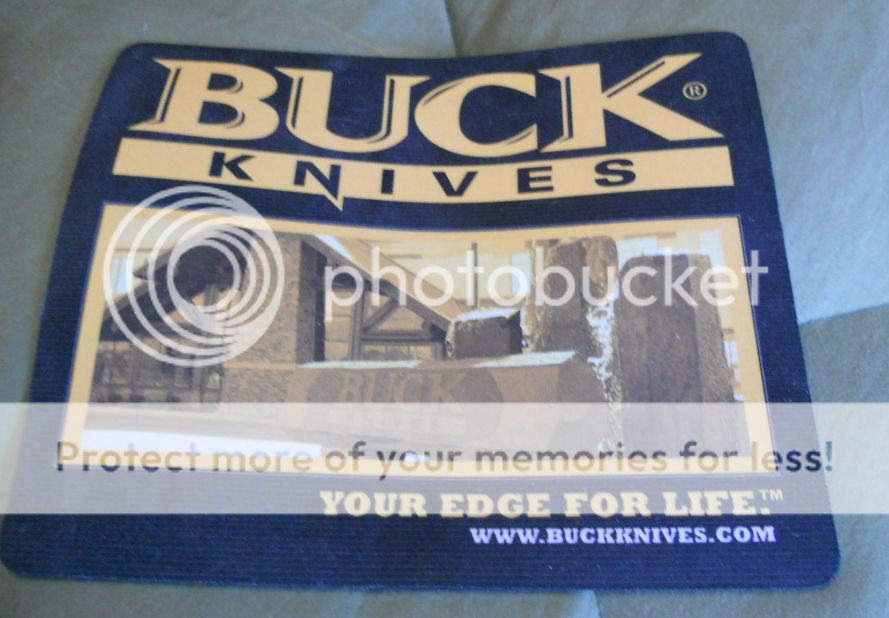 BUCK®
KNIVES
photobucket
BUCK
KNIVES
Protect more of your memories for less!
YOUR EDGE FOR LIFE.™
WWW.BUCKKNIVES.COM